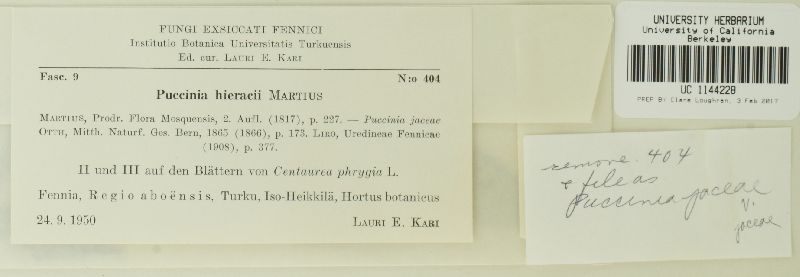 FUNGI EXSICCATI FENNICI
Institutio Botanica Universitatis Turkuensis
Ed. cur. LAURI E. KARI
Fasc. 9 N:o 404
Puccinia hieracii MARTIUS
MARTIUS, Prodr. Flora Mosquensis, 2. Aufl. (1817), p. 227. — Puccinia jaceae
OTTH, Mitth. Naturf. Ges. Bern, 1865 (1866), p. 173. LIRO, Uredineae Fennicae
(1908), p. 377.
II und III auf den Blättern von Centaurea phrygia L.
Fennia, Regio aboënsis, Turku, Iso-Heikkilä, Hortus botanicus
24. 9. 1950 LAURI E. KARI
UNIVERSITY HERBARIUM
University of California
Berkeley
UC 1144228
PREP BY Clare Loughran, 3 Feb 2017
remove 404
& file as
Puccinia jaceae
v.
jaceae